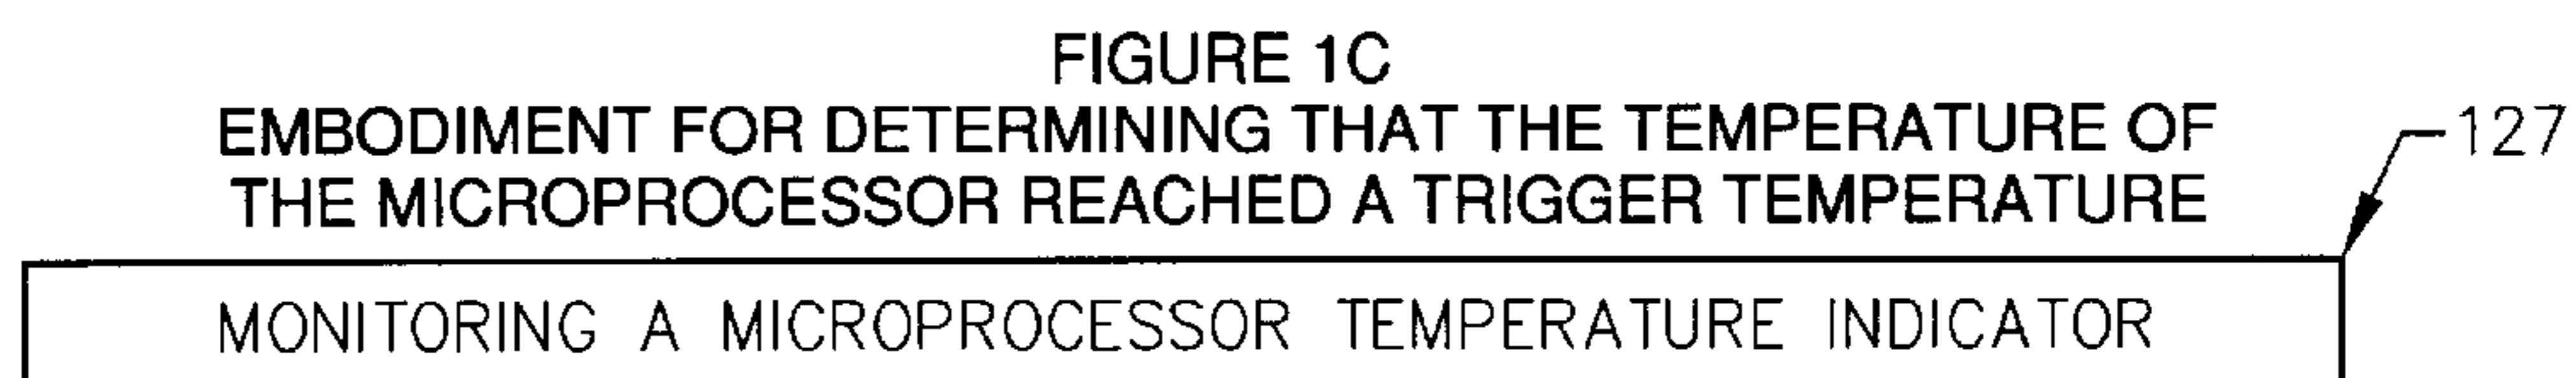 FIGURE 1C
EMBODIMENT FOR DETERMINING THAT THE TEMPERATURE OF
THE MICROPROCESSOR REACHED A TRIGGER TEMPERATURE
127
MONITORING A MICROPROCESSOR TEMPERATURE INDICATOR